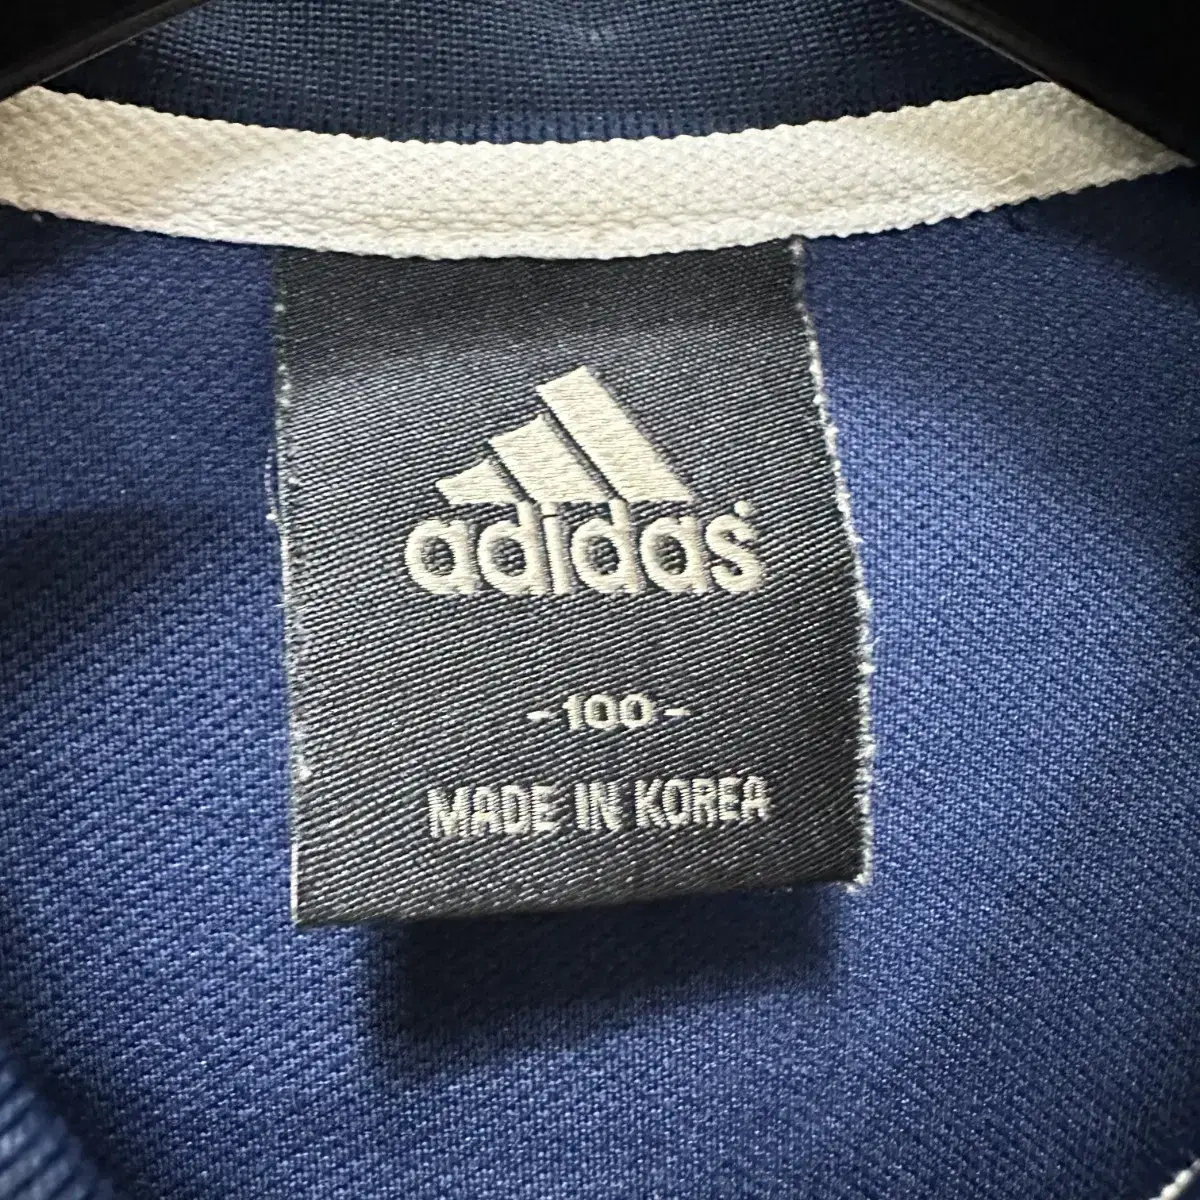 adidas
-100-
MADE IN KOREA